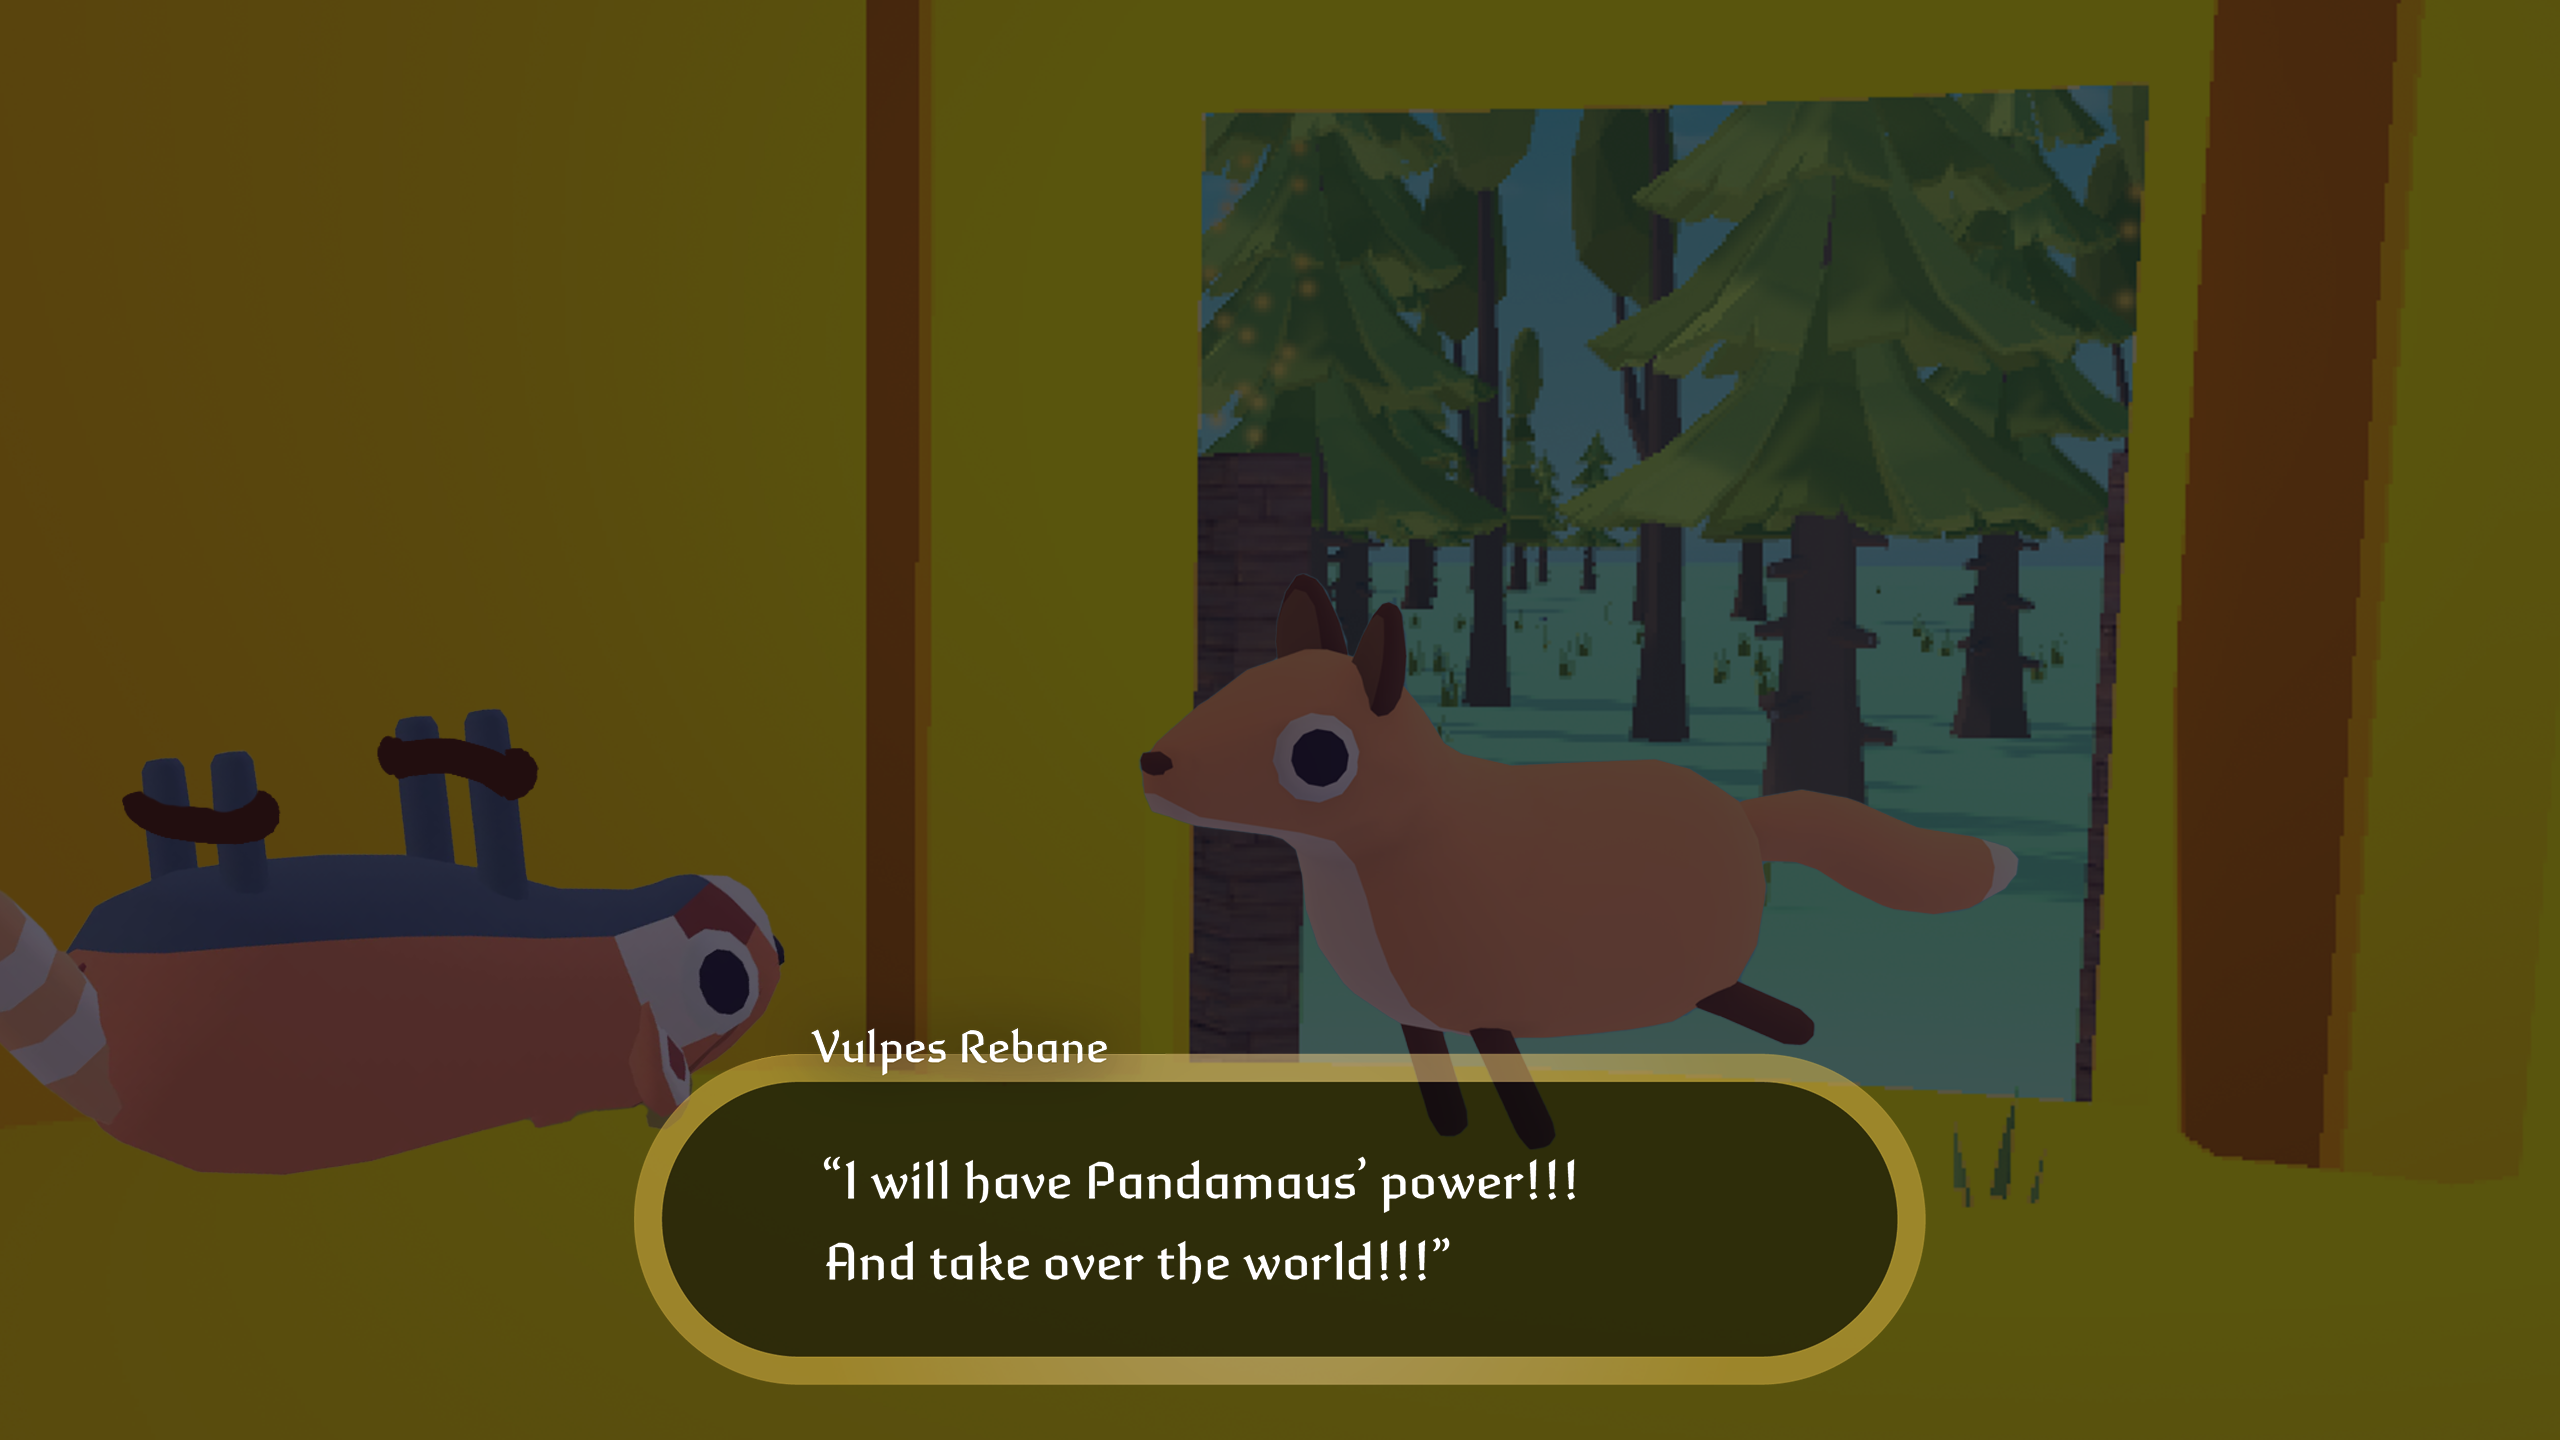 Vulpes Rebane
“I will have Pandamaus’ power!!!
And take over the world!!!”